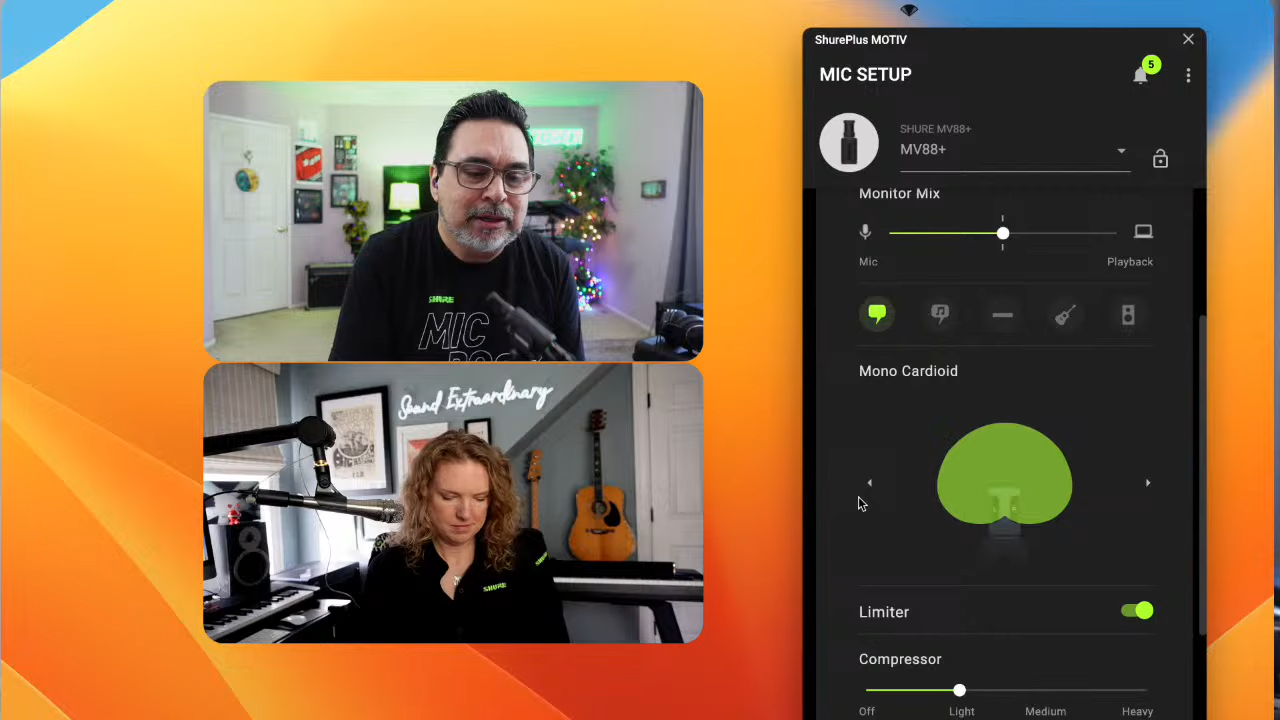 ShurePlus MOTIV
MIC SETUP
5
SHURE MV88+
MV88+
Monitor Mix
Mic
Playback
Mono Cardioid
Limiter
Compressor
Off
Light
Medium
Heavy
SHURE
MIC
Sound Extraordinary
SHURE